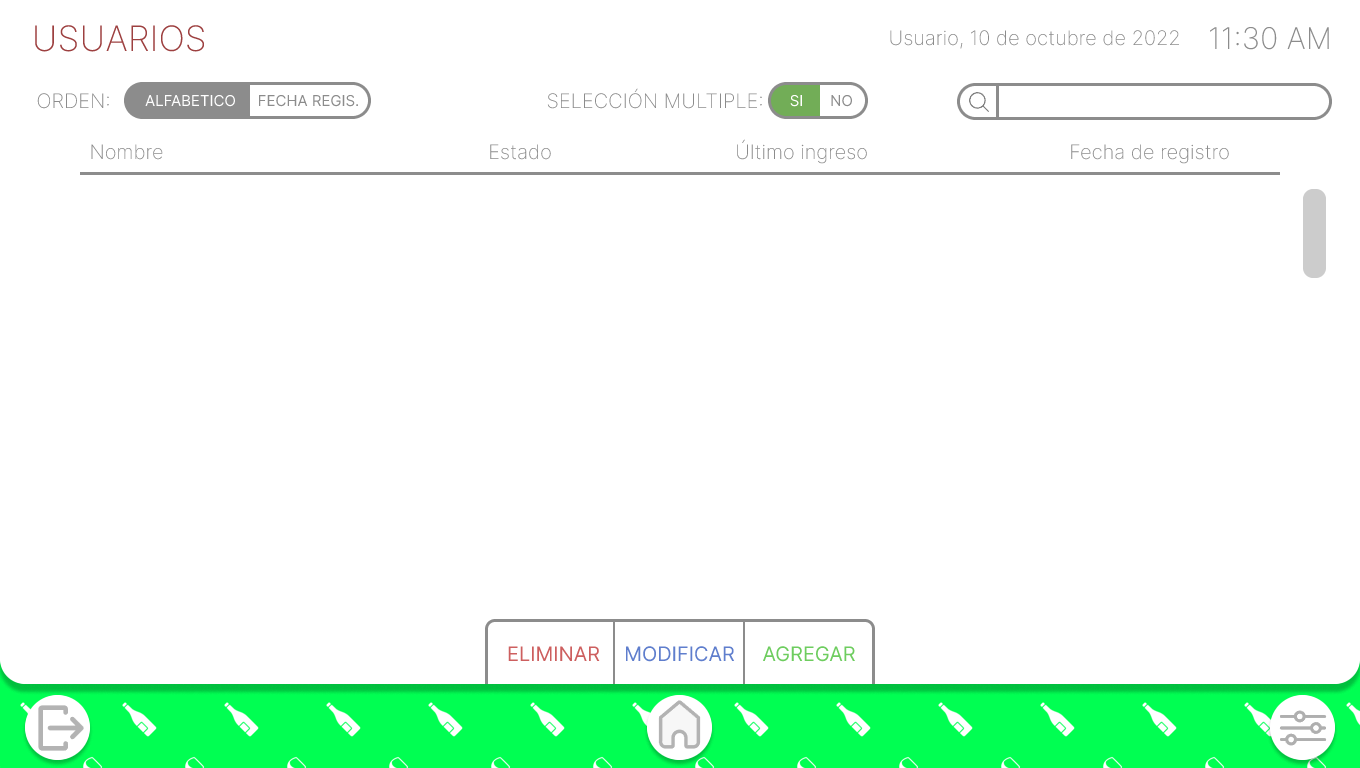 USUARIOS
Usuario, 10 de octubre de 2022 11:30 AM
ORDEN: ALFABETICO FECHA REGIS. SELECCIÓN MULTIPLE: SI NO
Nombre Estado Último ingreso Fecha de registro
ELIMINAR MODIFICAR AGREGAR